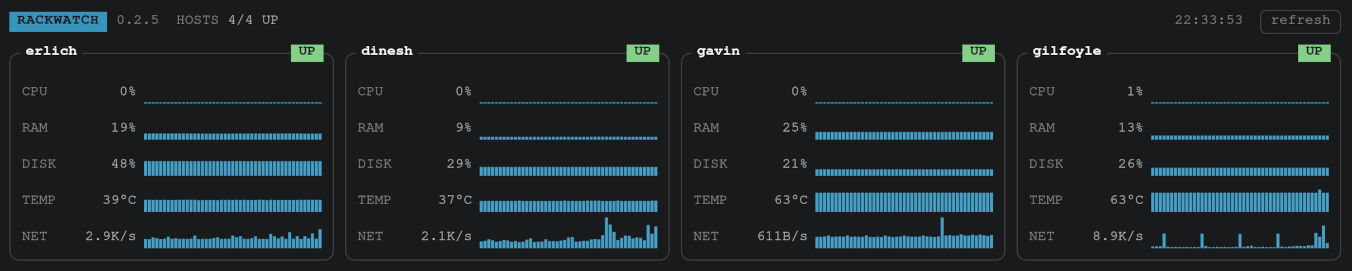 RACKWATCH 0.2.5 HOSTS 4/4 UP 22:33:53 refresh
erlich UP
CPU 0%
RAM 19%
DISK 48%
TEMP 39°C
NET 2.9K/s
dinesh UP
CPU 0%
RAM 9%
DISK 29%
TEMP 37°C
NET 2.1K/s
gavin UP
CPU 0%
RAM 25%
DISK 21%
TEMP 63°C
NET 611B/s
gilfoyle UP
CPU 1%
RAM 13%
DISK 26%
TEMP 63°C
NET 8.9K/s